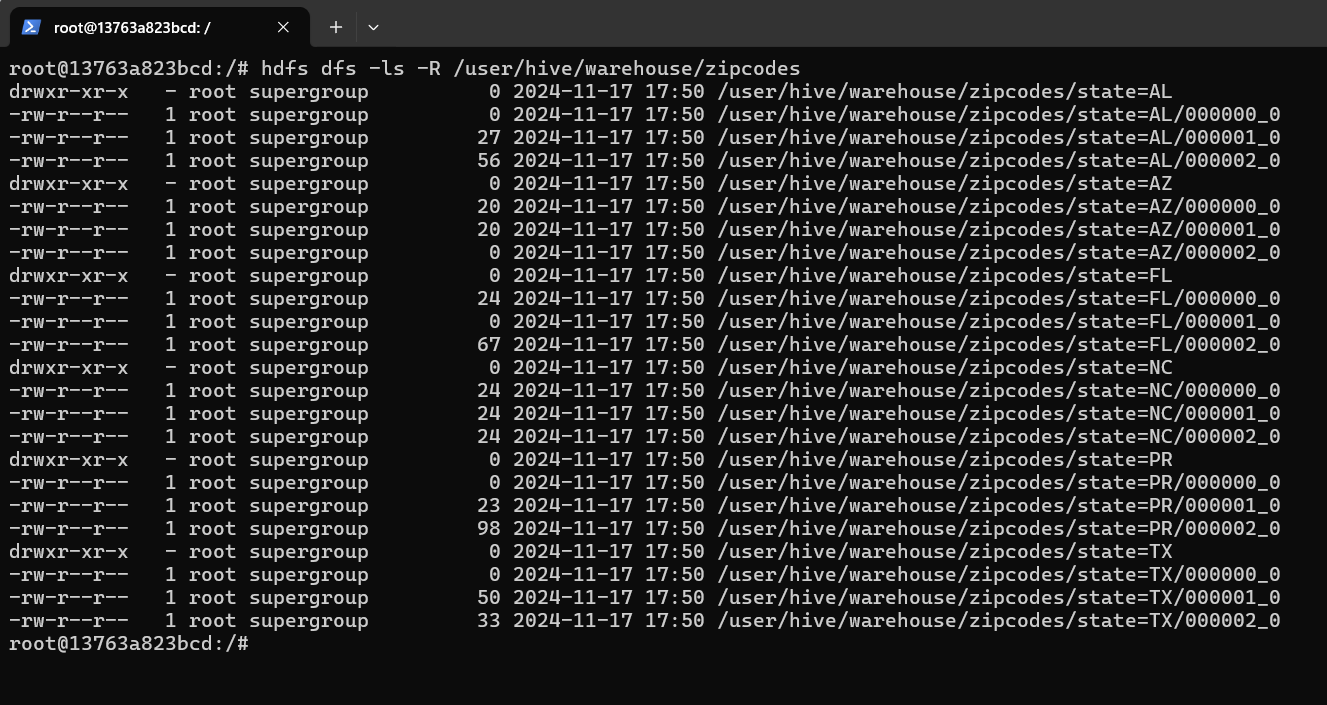 root@13763a823bcd: /
root@13763a823bcd:/# hdfs dfs -ls -R /user/hive/warehouse/zipcodes
drwxr-xr-x   - root supergroup          0 2024-11-17 17:50 /user/hive/warehouse/zipcodes/state=AL
-rw-r--r--   1 root supergroup          0 2024-11-17 17:50 /user/hive/warehouse/zipcodes/state=AL/000000_0
-rw-r--r--   1 root supergroup         27 2024-11-17 17:50 /user/hive/warehouse/zipcodes/state=AL/000001_0
-rw-r--r--   1 root supergroup         56 2024-11-17 17:50 /user/hive/warehouse/zipcodes/state=AL/000002_0
drwxr-xr-x   - root supergroup          0 2024-11-17 17:50 /user/hive/warehouse/zipcodes/state=AZ
-rw-r--r--   1 root supergroup         20 2024-11-17 17:50 /user/hive/warehouse/zipcodes/state=AZ/000000_0
-rw-r--r--   1 root supergroup         20 2024-11-17 17:50 /user/hive/warehouse/zipcodes/state=AZ/000001_0
-rw-r--r--   1 root supergroup          0 2024-11-17 17:50 /user/hive/warehouse/zipcodes/state=AZ/000002_0
drwxr-xr-x   - root supergroup          0 2024-11-17 17:50 /user/hive/warehouse/zipcodes/state=FL
-rw-r--r--   1 root supergroup         24 2024-11-17 17:50 /user/hive/warehouse/zipcodes/state=FL/000000_0
-rw-r--r--   1 root supergroup          0 2024-11-17 17:50 /user/hive/warehouse/zipcodes/state=FL/000001_0
-rw-r--r--   1 root supergroup         67 2024-11-17 17:50 /user/hive/warehouse/zipcodes/state=FL/000002_0
drwxr-xr-x   - root supergroup          0 2024-11-17 17:50 /user/hive/warehouse/zipcodes/state=NC
-rw-r--r--   1 root supergroup         24 2024-11-17 17:50 /user/hive/warehouse/zipcodes/state=NC/000000_0
-rw-r--r--   1 root supergroup         24 2024-11-17 17:50 /user/hive/warehouse/zipcodes/state=NC/000001_0
-rw-r--r--   1 root supergroup         24 2024-11-17 17:50 /user/hive/warehouse/zipcodes/state=NC/000002_0
drwxr-xr-x   - root supergroup          0 2024-11-17 17:50 /user/hive/warehouse/zipcodes/state=PR
-rw-r--r--   1 root supergroup          0 2024-11-17 17:50 /user/hive/warehouse/zipcodes/state=PR/000000_0
-rw-r--r--   1 root supergroup         23 2024-11-17 17:50 /user/hive/warehouse/zipcodes/state=PR/000001_0
-rw-r--r--   1 root supergroup         98 2024-11-17 17:50 /user/hive/warehouse/zipcodes/state=PR/000002_0
drwxr-xr-x   - root supergroup          0 2024-11-17 17:50 /user/hive/warehouse/zipcodes/state=TX
-rw-r--r--   1 root supergroup          0 2024-11-17 17:50 /user/hive/warehouse/zipcodes/state=TX/000000_0
-rw-r--r--   1 root supergroup         50 2024-11-17 17:50 /user/hive/warehouse/zipcodes/state=TX/000001_0
-rw-r--r--   1 root supergroup         33 2024-11-17 17:50 /user/hive/warehouse/zipcodes/state=TX/000002_0
root@13763a823bcd:/#